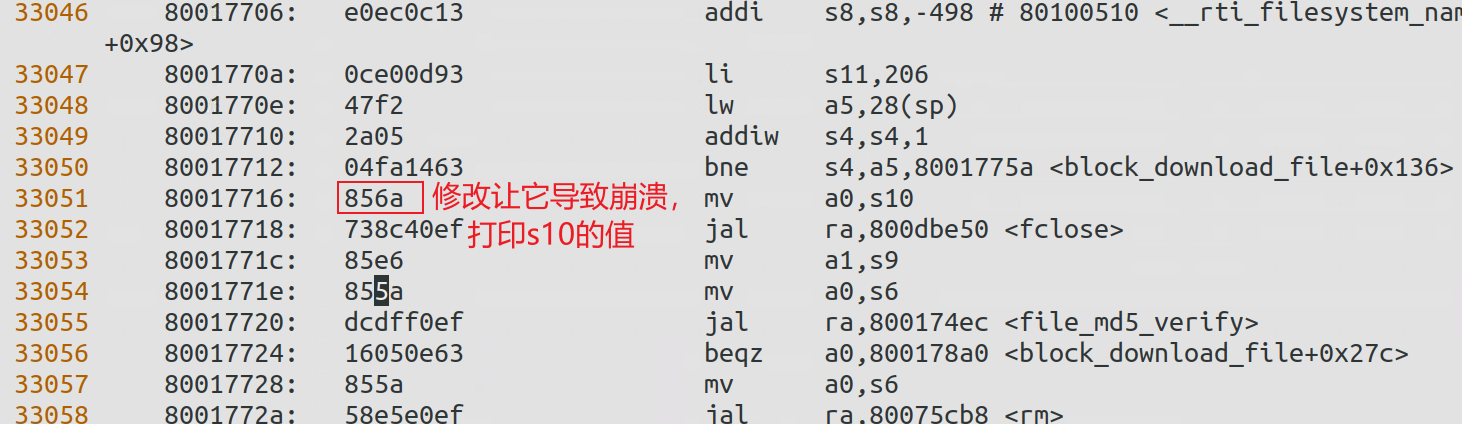 33046 80017706: e0ec0c13 addi s8,s8,-498 # 80100510 <__rti_filesystem_nam
+0x98>
33047 8001770a: 0ce00d93 li s11,206
33048 8001770e: 47f2 lw a5,28(sp)
33049 80017710: 2a05 addiw s4,s4,1
33050 80017712: 04fa1463 bne s4,a5,8001775a <block_download_file+0x136>
33051 80017716: 856a 修改让它导致崩溃， mv a0,s10
33052 80017718: 738c40ef 打印s10的值 jal ra,800dbe50 <fclose>
33053 8001771c: 85e6 mv a1,s9
33054 8001771e: 855a mv a0,s6
33055 80017720: dcdff0ef jal ra,800174ec <file_md5_verify>
33056 80017724: 16050e63 beqz a0,800178a0 <block_download_file+0x27c>
33057 80017728: 855a mv a0,s6
33058 8001772a: 58e5e0ef jal ra,80075cb8 <rm>